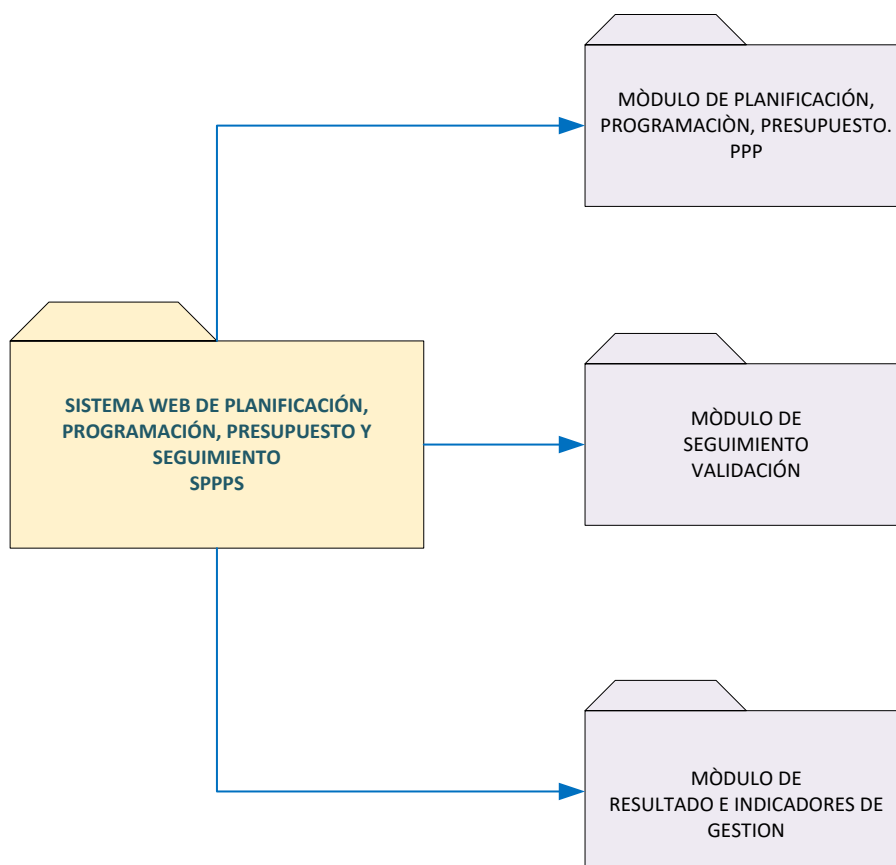 MÒDULO DE PLANIFICACIÓN,
PROGRAMACIÒN, PRESUPUESTO.
PPP
SISTEMA WEB DE PLANIFICACIÓN,
PROGRAMACIÓN, PRESUPUESTO Y
SEGUIMIENTO
SPPPS
MÒDULO DE
SEGUIMIENTO
VALIDACIÓN
MÒDULO DE
RESULTADO E INDICADORES DE
GESTION